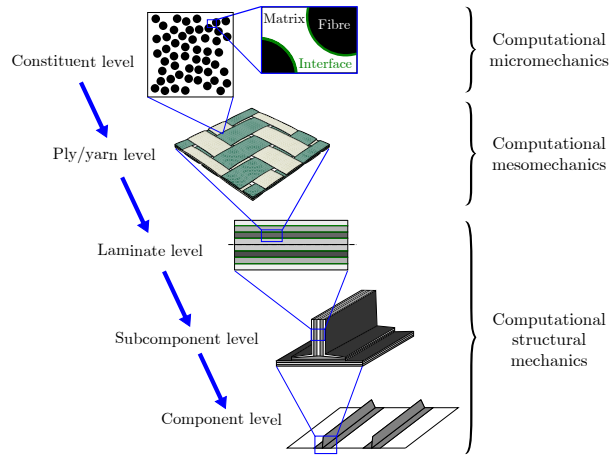 Matrix
Fibre
Interface
Constituent level
Computational
micromechanics
Ply/yarn level
Computational
mesomechanics
Laminate level
Subcomponent level
Computational
structural
mechanics
Component level